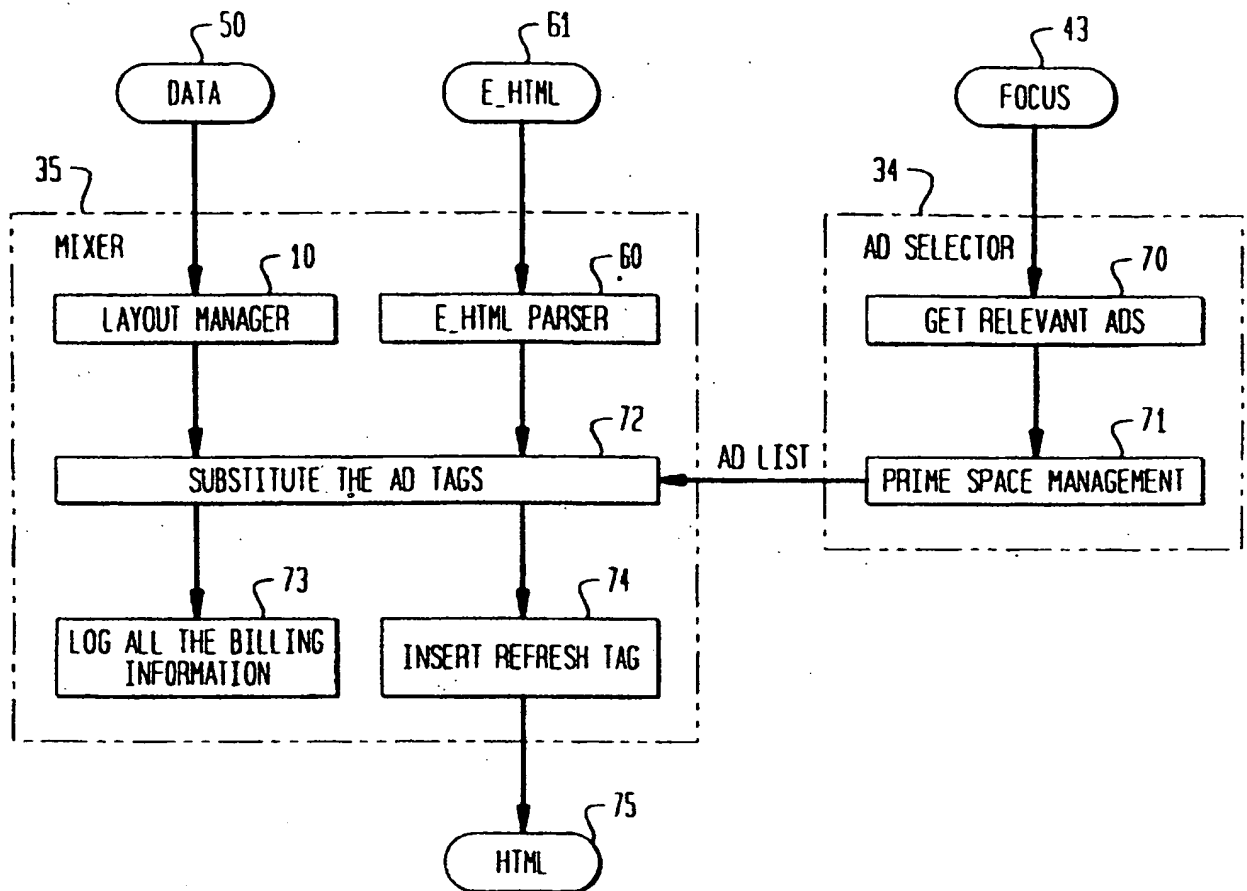 50
61
43
DATA
E_HTML
FOCUS
35
34
MIXER
AD SELECTOR
10
60
70
LAYOUT MANAGER
E_HTML PARSER
GET RELEVANT ADS
72
71
SUBSTITUTE THE AD TAGS
AD LIST
PRIME SPACE MANAGEMENT
73
74
LOG ALL THE BILLING
INFORMATION
INSERT REFRESH TAG
75
HTML